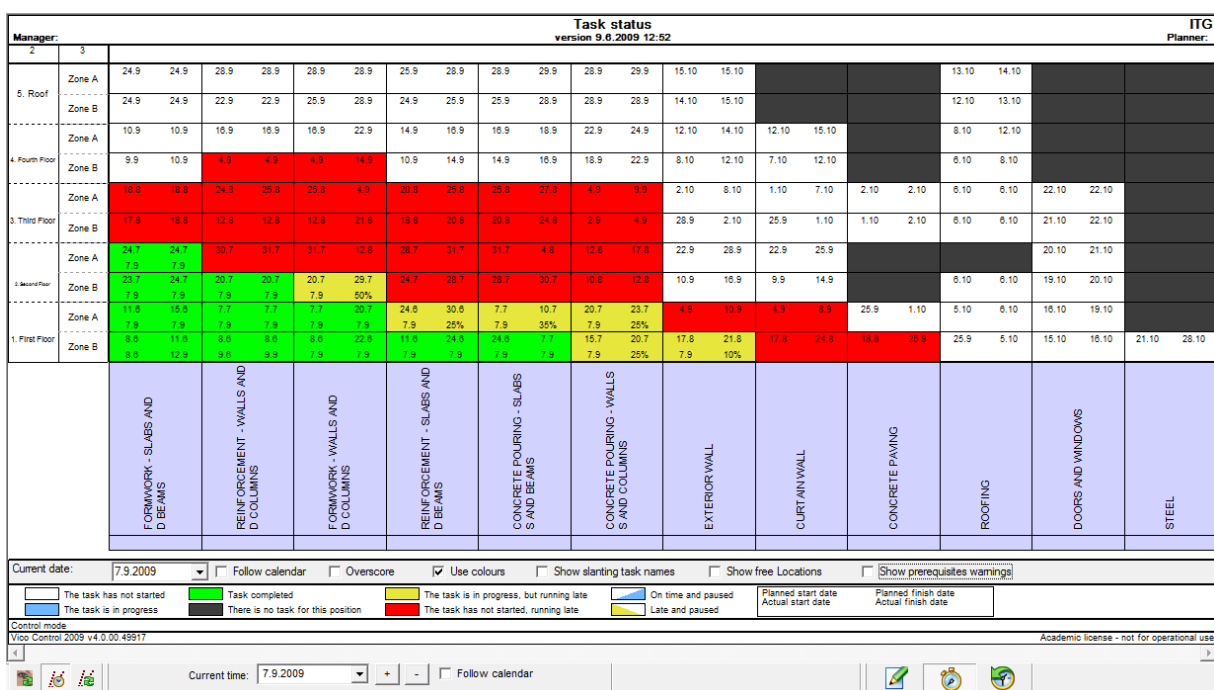 Task status
ITG
Manager:
version 9.6.2009 12:52
Planner:
2 3
5. Roof
Zone A 24.9 24.9 28.9 28.9 28.9 28.9 25.9 28.9 28.9 29.9 28.9 29.9 15.10 15.10 13.10 14.10
Zone B 24.9 24.9 22.9 22.9 25.9 28.9 24.9 25.9 25.9 28.9 28.9 28.9 14.10 15.10 12.10 13.10
4. Fourth Floor
Zone A 10.9 10.9 16.9 16.9 16.9 22.9 14.9 16.9 16.9 18.9 22.9 24.9 12.10 14.10 12.10 15.10 8.10 12.10
Zone B 9.9 10.9 4.9 4.9 4.9 14.9 10.9 14.9 14.9 16.9 18.9 22.9 8.10 12.10 7.10 12.10 6.10 8.10
3. Third Floor
Zone A 18.8 18.8 24.8 25.8 25.8 4.9 20.8 25.8 25.8 27.8 4.9 9.9 2.10 8.10 1.10 7.10 2.10 2.10 6.10 6.10 22.10 22.10
Zone B 17.8 18.8 12.8 12.8 12.8 21.8 18.8 20.8 20.8 24.8 2.9 4.9 28.9 2.10 25.9 1.10 1.10 2.10 6.10 6.10 21.10 22.10
2. Second Floor
Zone A 24.7 24.7 30.7 31.7 31.7 12.8 28.7 31.7 31.7 4.8 12.8 17.8 22.9 28.9 22.9 25.9 20.10 21.10
7.9 7.9
Zone B 23.7 24.7 20.7 20.7 20.7 29.7 24.7 28.7 28.7 30.7 10.8 12.8 10.9 16.9 9.9 14.9 6.10 6.10 19.10 20.10
7.9 7.9 7.9 7.9 7.9 50%
1. First Floor
Zone A 11.6 15.6 7.7 7.7 7.7 20.7 24.6 30.6 7.7 10.7 20.7 23.7 4.9 10.9 4.9 8.9 25.9 1.10 5.10 6.10 16.10 19.10
7.9 7.9 7.9 7.9 7.9 7.9 7.9 25% 7.9 35% 7.9 25%
Zone B 8.6 11.6 8.6 8.6 8.6 22.6 11.6 24.6 24.6 7.7 15.7 20.7 17.8 21.8 17.8 24.8 18.8 25.9 25.9 5.10 15.10 16.10 21.10 28.10
8.6 12.9 9.6 9.9 7.9 7.9 7.9 7.9 7.9 7.9 7.9 25% 7.9 10%
FORMWORK - SLABS AN
D BEAMS
REINFORCEMENT - WALLS AN
D COLUMNS
FORMWORK - WALLS AN
D COLUMNS
REINFORCEMENT - SLABS AN
D BEAMS
CONCRETE POURING - SLAB
S AND BEAMS
CONCRETE POURING - WALL
S AND COLUMNS
EXTERIOR WALL
CURTAIN WALL
CONCRETE PAVING
ROOFING
DOORS AND WINDOWS
STEEL
Current date: 7.9.2009 Follow calendar Overscore Use colours Show slanting task names Show free Locations Show prerequisites warnings
The task has not started Task completed The task is in progress, but running late On time and paused Planned start date Planned finish date
The task is in progress There is no task for this position The task has not started, running late Late and paused Actual start date Actual finish date
Control mode
Vico Control 2009 v4.0.00.49917 Academic license - not for operational use
Current time: 7.9.2009 + - Follow calendar